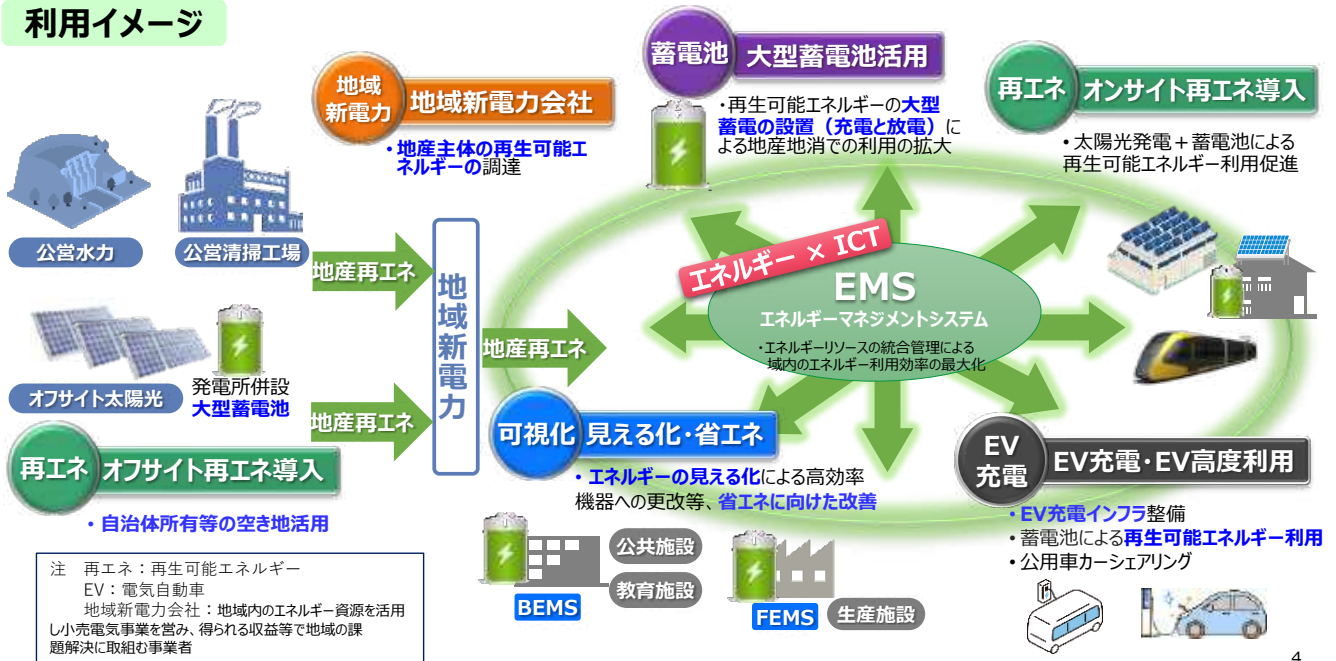 利用イメージ
地域
新電力
地域新電力会社
・地産主体の再生可能エ
ネルギーの調達
蓄電池
大型蓄電池活用
・再生可能エネルギーの大型
蓄電の設置（充電と放電）に
よる地産地消での利用の拡大
再エネ
オンサイト再エネ導入
・太陽光発電＋蓄電池による
再生可能エネルギー利用促進
公営水力
公営清掃工場
地産再エネ
地域新電力
地産再エネ
エネルギー × ICT
EMS
エネルギーマネジメントシステム
・エネルギーリソースの統合管理による
域内のエネルギー利用効率の最大化
オフサイト太陽光
発電所併設
大型蓄電池
地産再エネ
再エネ
オフサイト再エネ導入
・自治体所有等の空き地活用
可視化
見える化・省エネ
・エネルギーの見える化による高効率
機器への更改等、省エネに向けた改善
公共施設
教育施設
BEMS
FEMS
生産施設
EV
充電
EV充電・EV高度利用
・EV充電インフラ整備
・蓄電池による再生可能エネルギー利用
・公用車カーシェアリング
注　再エネ：再生可能エネルギー
EV：電気自動車
地域新電力会社：地域内のエネルギー資源を活用
し小売電気事業を営み、得られる収益等で地域の課
題解決に取組む事業者
4